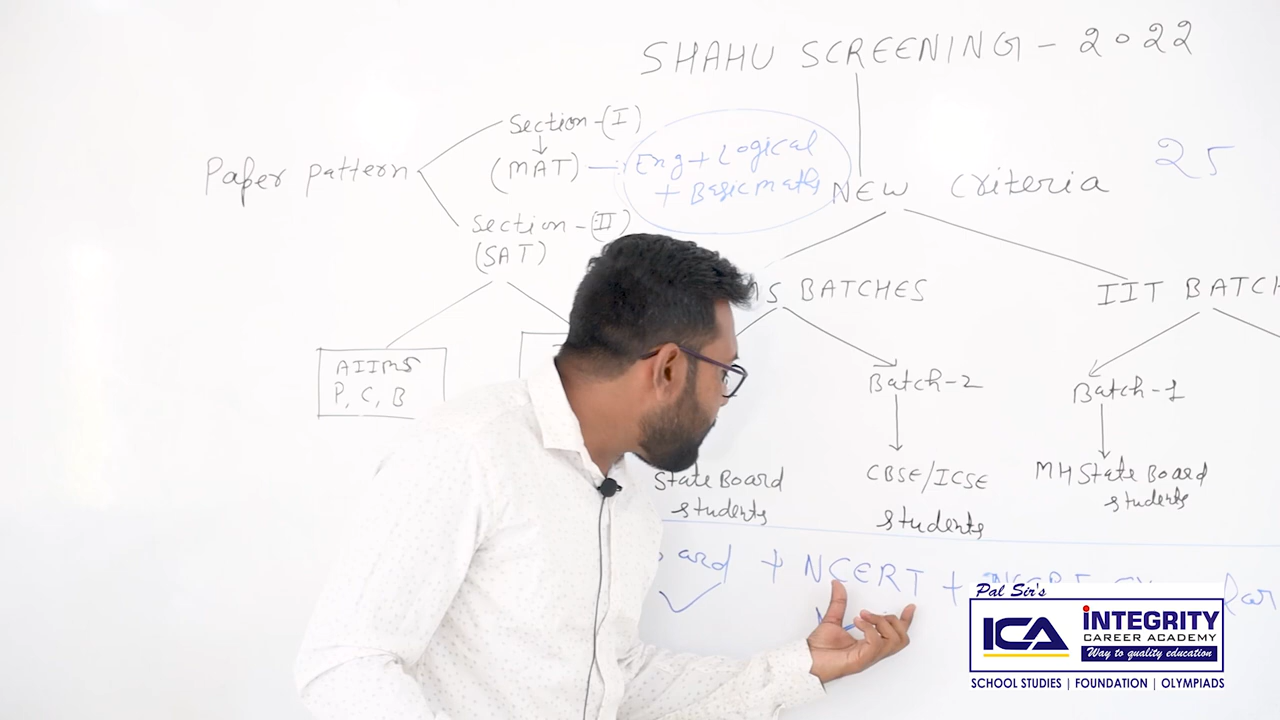 SHAHU SCREENING - 2022
Section-(I)
(MAT)
Eng + Logical
+ Basic maths
Paper pattern
Section-(II)
(SAT)
NEW Criteria
25
S BATCHES
IIT BATCH
AIIMS
P, C, B
Batch-2
Batch-1
State Board
students
CBSE/ICSE
students
MH State Board
students
ard + NCERT +
Pal Sir's
ICA
iNTEGRITY
CAREER ACADEMY
Way to quality education
SCHOOL STUDIES | FOUNDATION | OLYMPIADS